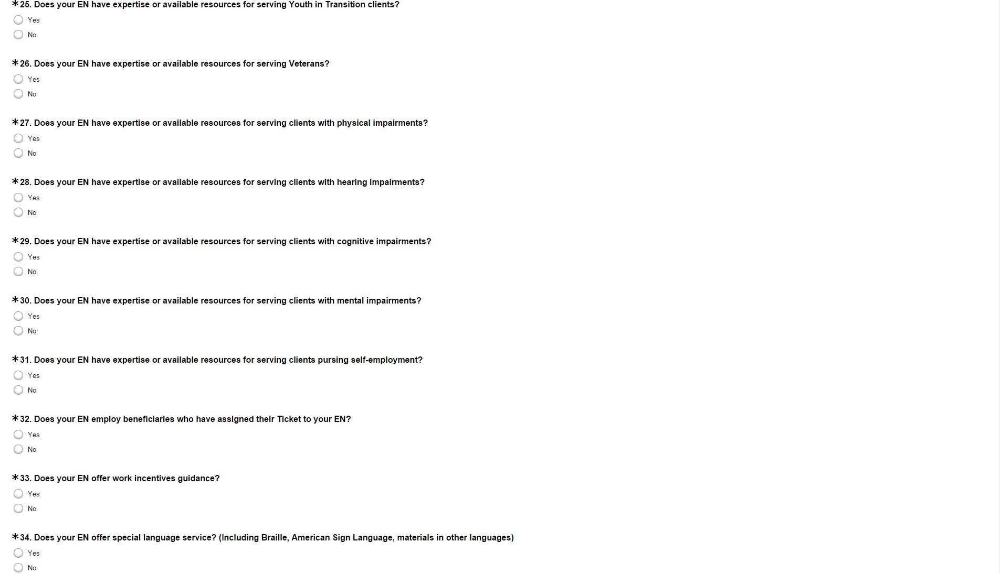 *25. Does your EN have expertise or available resources for serving Youth in Transition clients?
Yes
No
*26. Does your EN have expertise or available resources for serving Veterans?
Yes
No
*27. Does your EN have expertise or available resources for serving clients with physical impairments?
Yes
No
*28. Does your EN have expertise or available resources for serving clients with hearing impairments?
Yes
No
*29. Does your EN have expertise or available resources for serving clients with cognitive impairments?
Yes
No
*30. Does your EN have expertise or available resources for serving clients with mental impairments?
Yes
No
*31. Does your EN have expertise or available resources for serving clients pursing self-employment?
Yes
No
*32. Does your EN employ beneficiaries who have assigned their Ticket to your EN?
Yes
No
*33. Does your EN offer work incentives guidance?
Yes
No
*34. Does your EN offer special language service? (Including Braille, American Sign Language, materials in other languages)
Yes
No